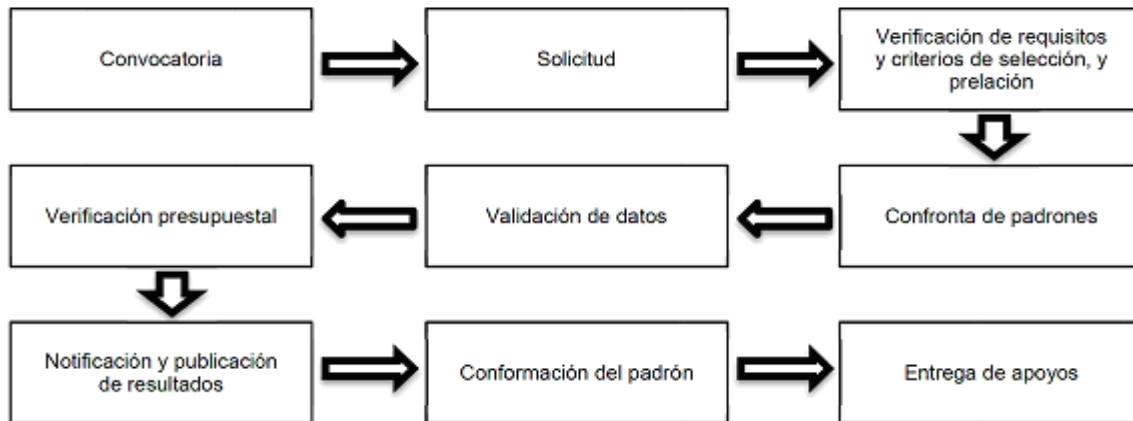 Convocatoria
Solicitud
Verificación de requisitos
y criterios de selección, y
prelación
Confronta de padrones
Validación de datos
Verificación presupuestal
Notificación y publicación
de resultados
Conformación del padrón
Entrega de apoyos